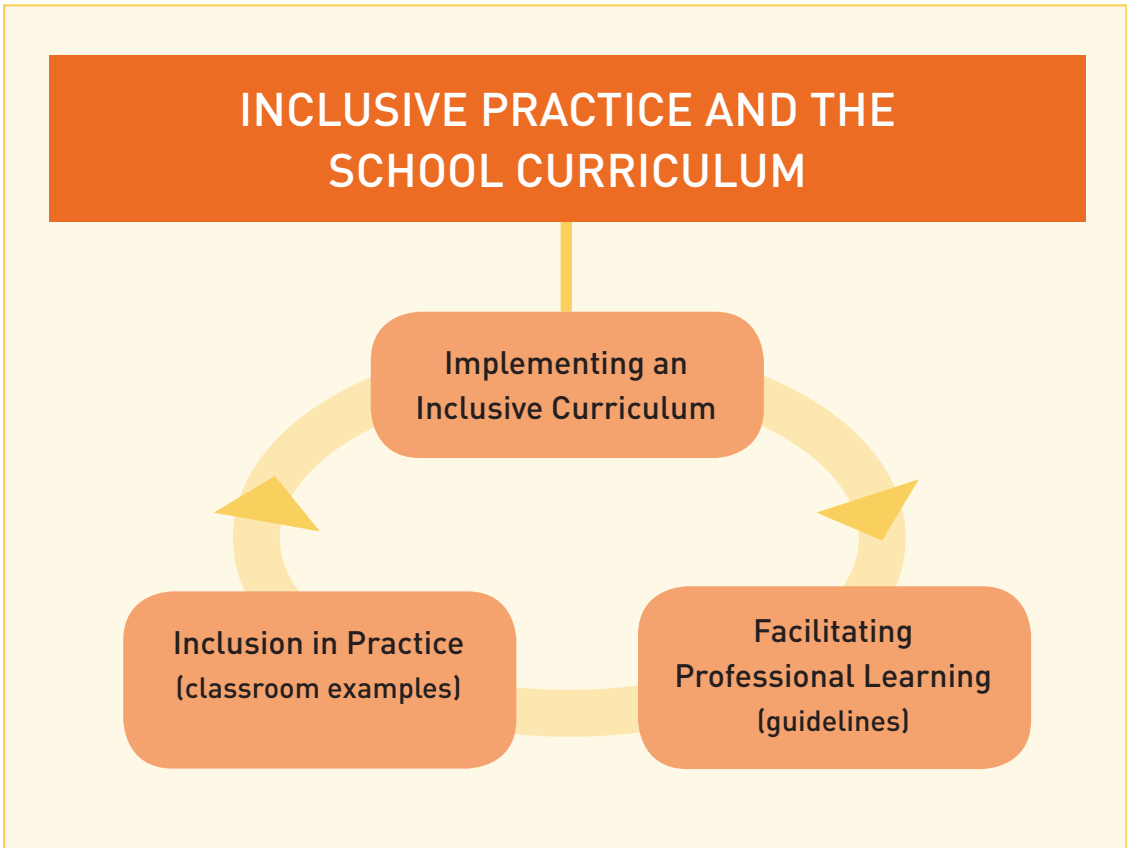 INCLUSIVE PRACTICE AND THE
SCHOOL CURRICULUM
Implementing an
Inclusive Curriculum
Inclusion in Practice
(classroom examples)
Facilitating
Professional Learning
(guidelines)